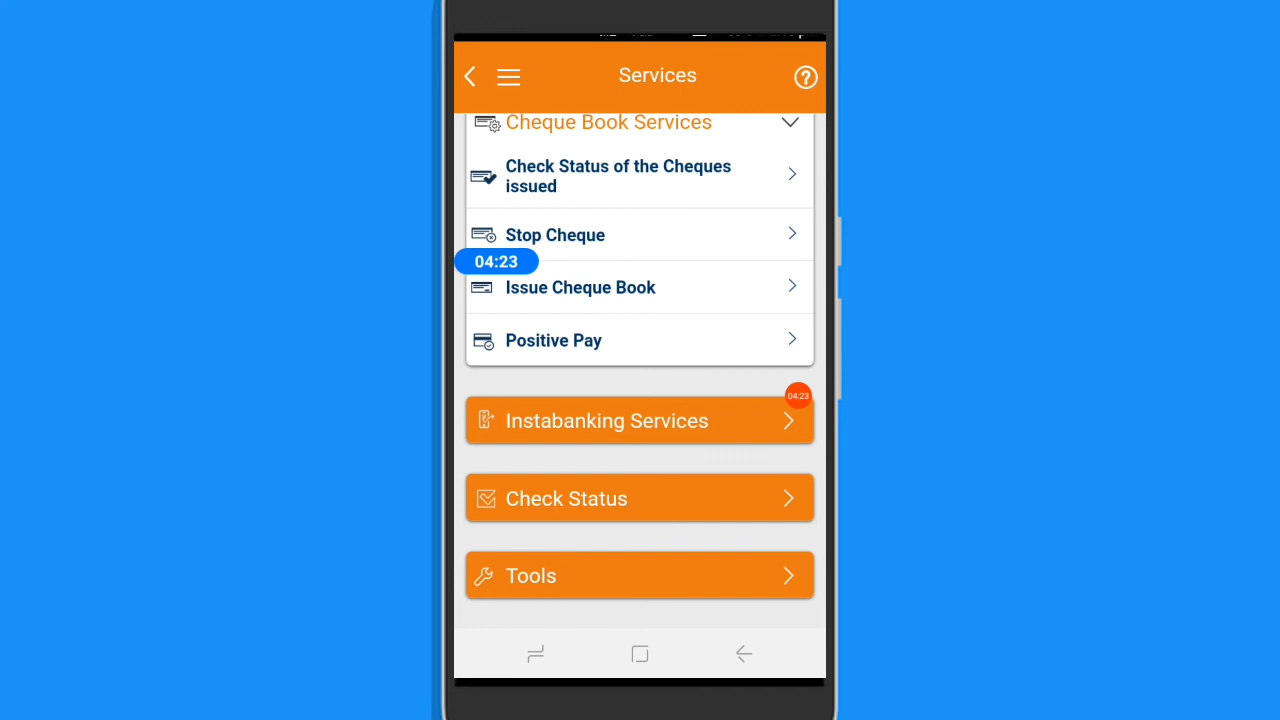 Services
Cheque Book Services
Check Status of the Cheques
issued
Stop Cheque
04:23
Issue Cheque Book
Positive Pay
04:23
Instabanking Services
Check Status
Tools